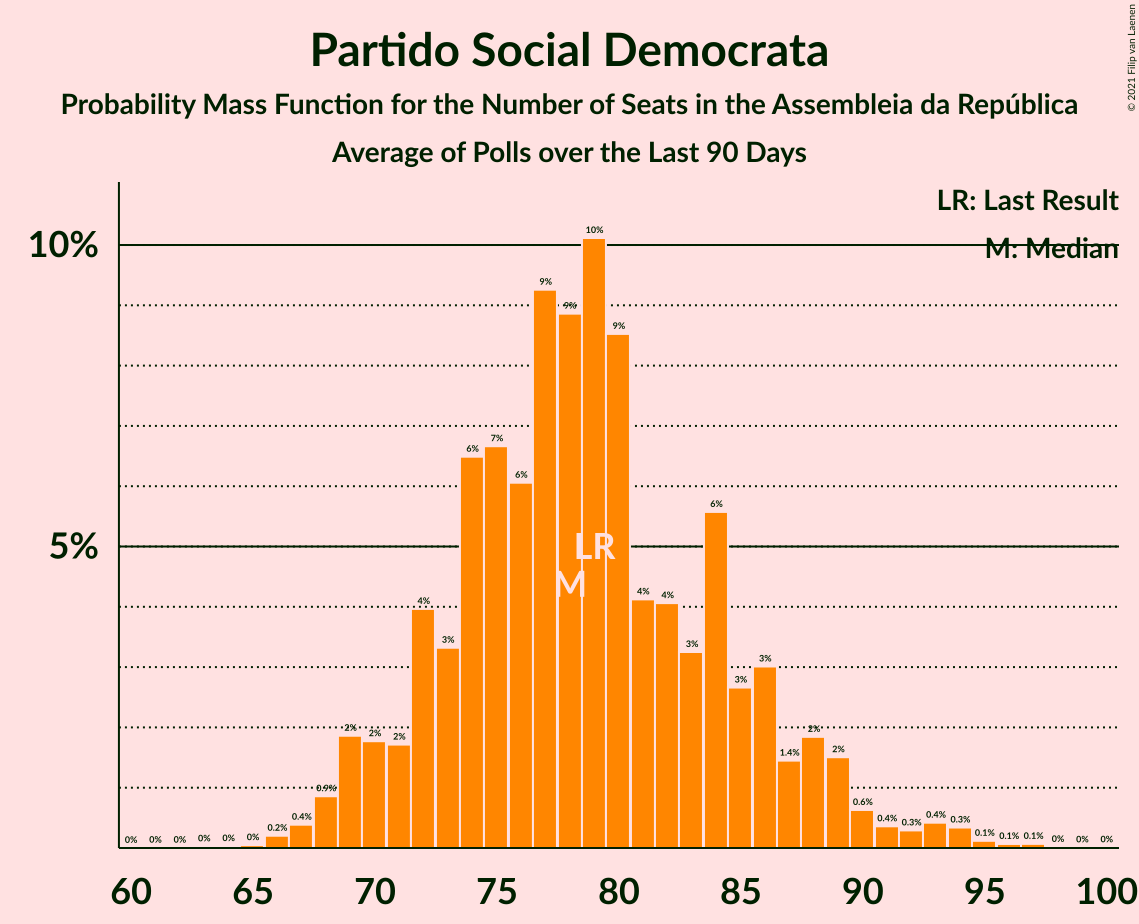 Partido Social Democrata
Probability Mass Function for the Number of Seats in the Assembleia da República
Average of Polls over the Last 90 Days
© 2021 Filip van Laenen
LR: Last Result
M: Median
10%
5%
0% 0% 0% 0% 0% 0% 0.2% 0.4% 0.9% 2% 2% 2% 4% 3% 6% 7% 6% 9% 9% 10% 9% 4% 4% 3% 6% 3% 3% 1.4% 2% 2% 0.6% 0.4% 0.3% 0.4% 0.3% 0.1% 0.1% 0.1% 0% 0% 0%
LR
M
60 65 70 75 80 85 90 95 100